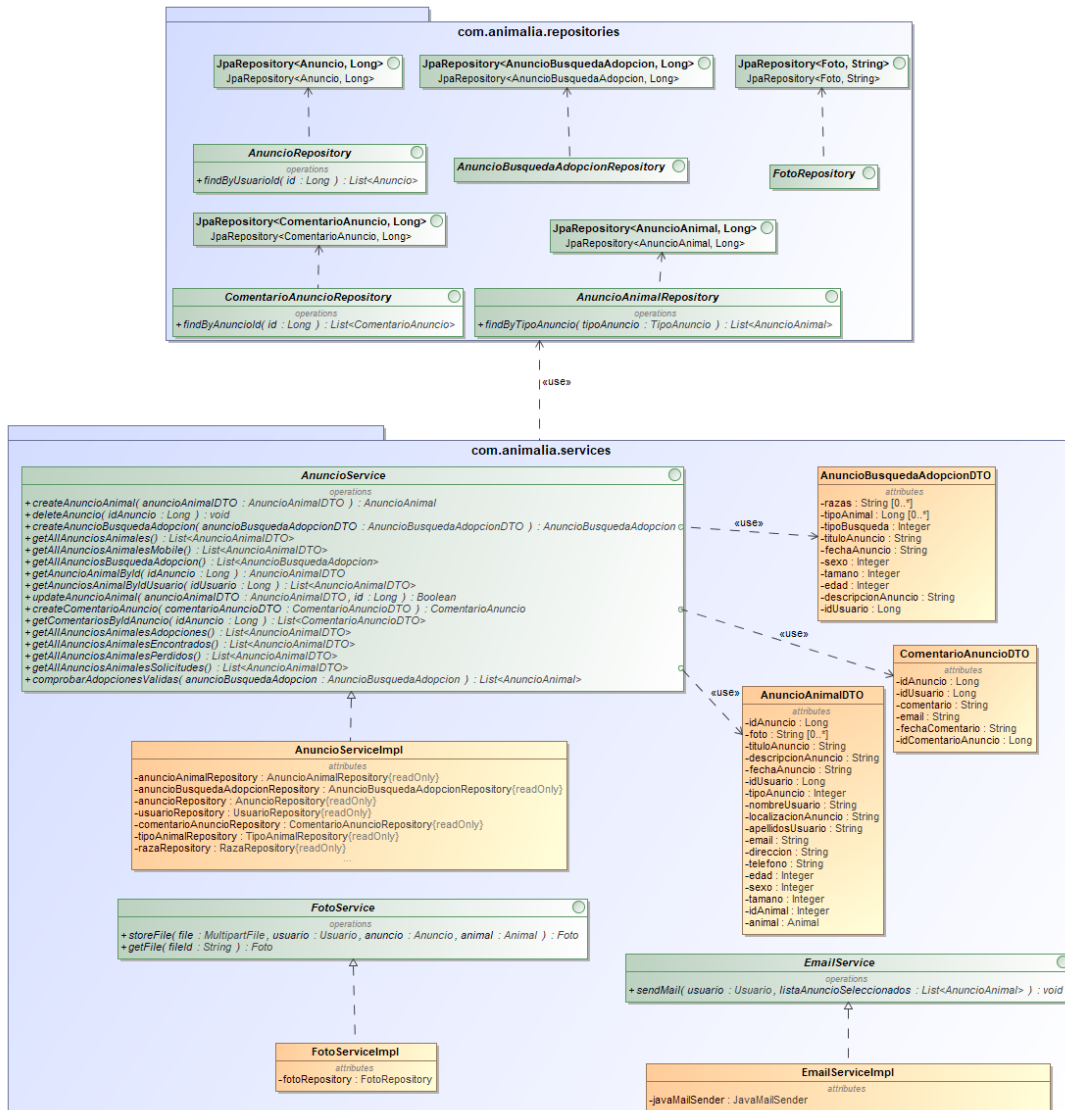 com.animalia.repositories
JpaRepository<Anuncio, Long>
JpaRepository<Anuncio, Long>
JpaRepository<AnuncioBusquedaAdopcion, Long>
JpaRepository<AnuncioBusquedaAdopcion, Long>
JpaRepository<Foto, String>
JpaRepository<Foto, String>
AnuncioRepository
operations
+findByUsuarioId( id : Long ) : List<Anuncio>
AnuncioBusquedaAdopcionRepository
FotoRepository
JpaRepository<ComentarioAnuncio, Long>
JpaRepository<ComentarioAnuncio, Long>
JpaRepository<AnuncioAnimal, Long>
JpaRepository<AnuncioAnimal, Long>
ComentarioAnuncioRepository
operations
+findByAnuncioId( id : Long ) : List<ComentarioAnuncio>
AnuncioAnimalRepository
operations
+findByTipoAnuncio( tipoAnuncio : TipoAnuncio ) : List<AnuncioAnimal>
«use»
com.animalia.services
AnuncioService
operations
+createAnuncioAnimal( anuncioAnimalDTO : AnuncioAnimalDTO ) : AnuncioAnimal
+deleteAnuncio( idAnuncio : Long ) : void
+createAnuncioBusquedaAdopcion( anuncioBusquedaAdopcionDTO : AnuncioBusquedaAdopcionDTO ) : AnuncioBusquedaAdopcion
+getAllAnunciosAnimales() : List<AnuncioAnimalDTO>
+getAllAnunciosAnimalesMobile() : List<AnuncioAnimalDTO>
+getAllAnunciosBusquedaAdopcion() : List<AnuncioBusquedaAdopcion>
+getAnuncioAnimalById( idAnuncio : Long ) : AnuncioAnimalDTO
+getAnunciosAnimalByIdUsuario( idUsuario : Long ) : List<AnuncioAnimalDTO>
+updateAnuncioAnimal( anuncioAnimalDTO : AnuncioAnimalDTO, id : Long ) : Boolean
+createComentarioAnuncio( comentarioAnuncioDTO : ComentarioAnuncioDTO ) : ComentarioAnuncio
+getComentariosByIdAnuncio( idAnuncio : Long ) : List<ComentarioAnuncioDTO>
+getAllAnunciosAnimalesAdopciones() : List<AnuncioAnimalDTO>
+getAllAnunciosAnimalesEncontrados() : List<AnuncioAnimalDTO>
+getAllAnunciosAnimalesPerdidos() : List<AnuncioAnimalDTO>
+getAllAnunciosAnimalesSolicitudes() : List<AnuncioAnimalDTO>
+comprobarAdopcionesValidas( anuncioBusquedaAdopcion : AnuncioBusquedaAdopcion ) : List<AnuncioAnimal>
«use»
AnuncioBusquedaAdopcionDTO
attributes
-razas : String [0..*]
-tipoAnimal : Long [0..*]
-tipoBusqueda : Integer
-tituloAnuncio : String
-fechaAnuncio : String
-sexo : Integer
-tamano : Integer
-edad : Integer
-descripcionAnuncio : String
-idUsuario : Long
«use»
ComentarioAnuncioDTO
attributes
-idAnuncio : Long
-idUsuario : Long
-comentario : String
-email : String
-fechaComentario : String
-idComentarioAnuncio : Long
«use»
AnuncioAnimalDTO
attributes
-idAnuncio : Long
-foto : String [0..*]
-tituloAnuncio : String
-descripcionAnuncio : String
-fechaAnuncio : String
-idUsuario : Long
-tipoAnuncio : Integer
-nombreUsuario : String
-localizacionAnuncio : String
-apellidosUsuario : String
-email : String
-direccion : String
-telefono : String
-edad : Integer
-sexo : Integer
-tamano : Integer
-idAnimal : Integer
-animal : Animal
AnuncioServiceImpl
attributes
-anuncioAnimalRepository : AnuncioAnimalRepository{readOnly}
-anuncioBusquedaAdopcionRepository : AnuncioBusquedaAdopcionRepository{readOnly}
-anuncioRepository : AnuncioRepository{readOnly}
-usuarioRepository : UsuarioRepository{readOnly}
-comentarioAnuncioRepository : ComentarioAnuncioRepository{readOnly}
-tipoAnimalRepository : TipoAnimalRepository{readOnly}
-razaRepository : RazaRepository{readOnly}
...
FotoService
operations
+storeFile( file : MultipartFile, usuario : Usuario, anuncio : Anuncio, animal : Animal ) : Foto
+getFile( fileId : String ) : Foto
EmailService
operations
+sendMail( usuario : Usuario, listaAnuncioSeleccionados : List<AnuncioAnimal> ) : void
FotoServiceImpl
attributes
-fotoRepository : FotoRepository
EmailServiceImpl
attributes
-javaMailSender : JavaMailSender